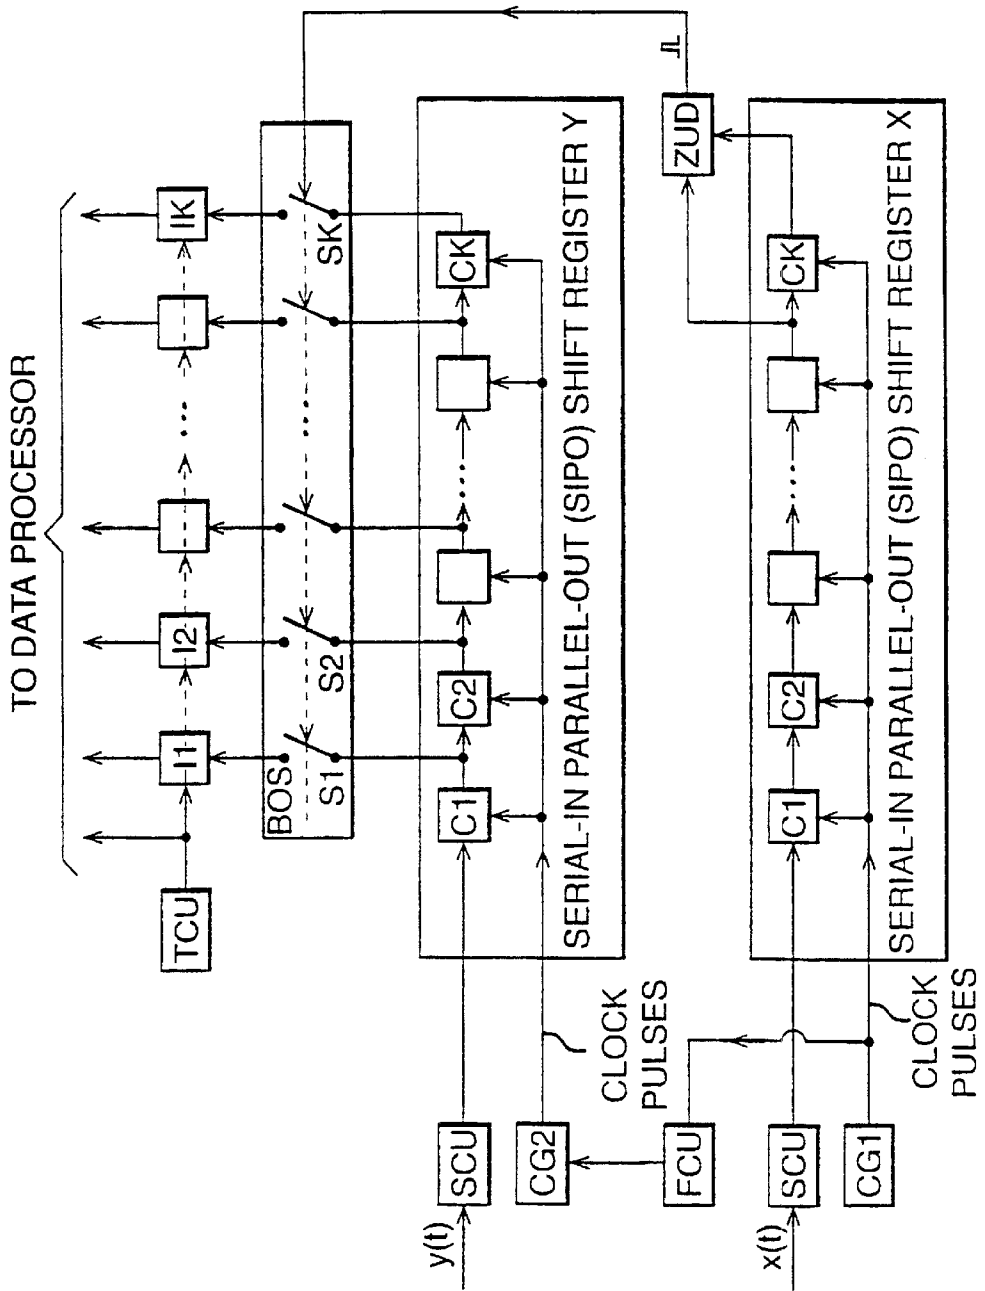 TO DATA PROCESSOR
TCU
I1
I2
...
IK
BOS
S1
S2
....
SK
y(t)
SCU
C1
C2
....
CK
CG2
CLOCK
PULSES
SERIAL-IN PARALLEL-OUT (SIPO) SHIFT REGISTER Y
FCU
ZUD
x(t)
SCU
C1
C2
....
CK
CG1
CLOCK
PULSES
SERIAL-IN PARALLEL-OUT (SIPO) SHIFT REGISTER X